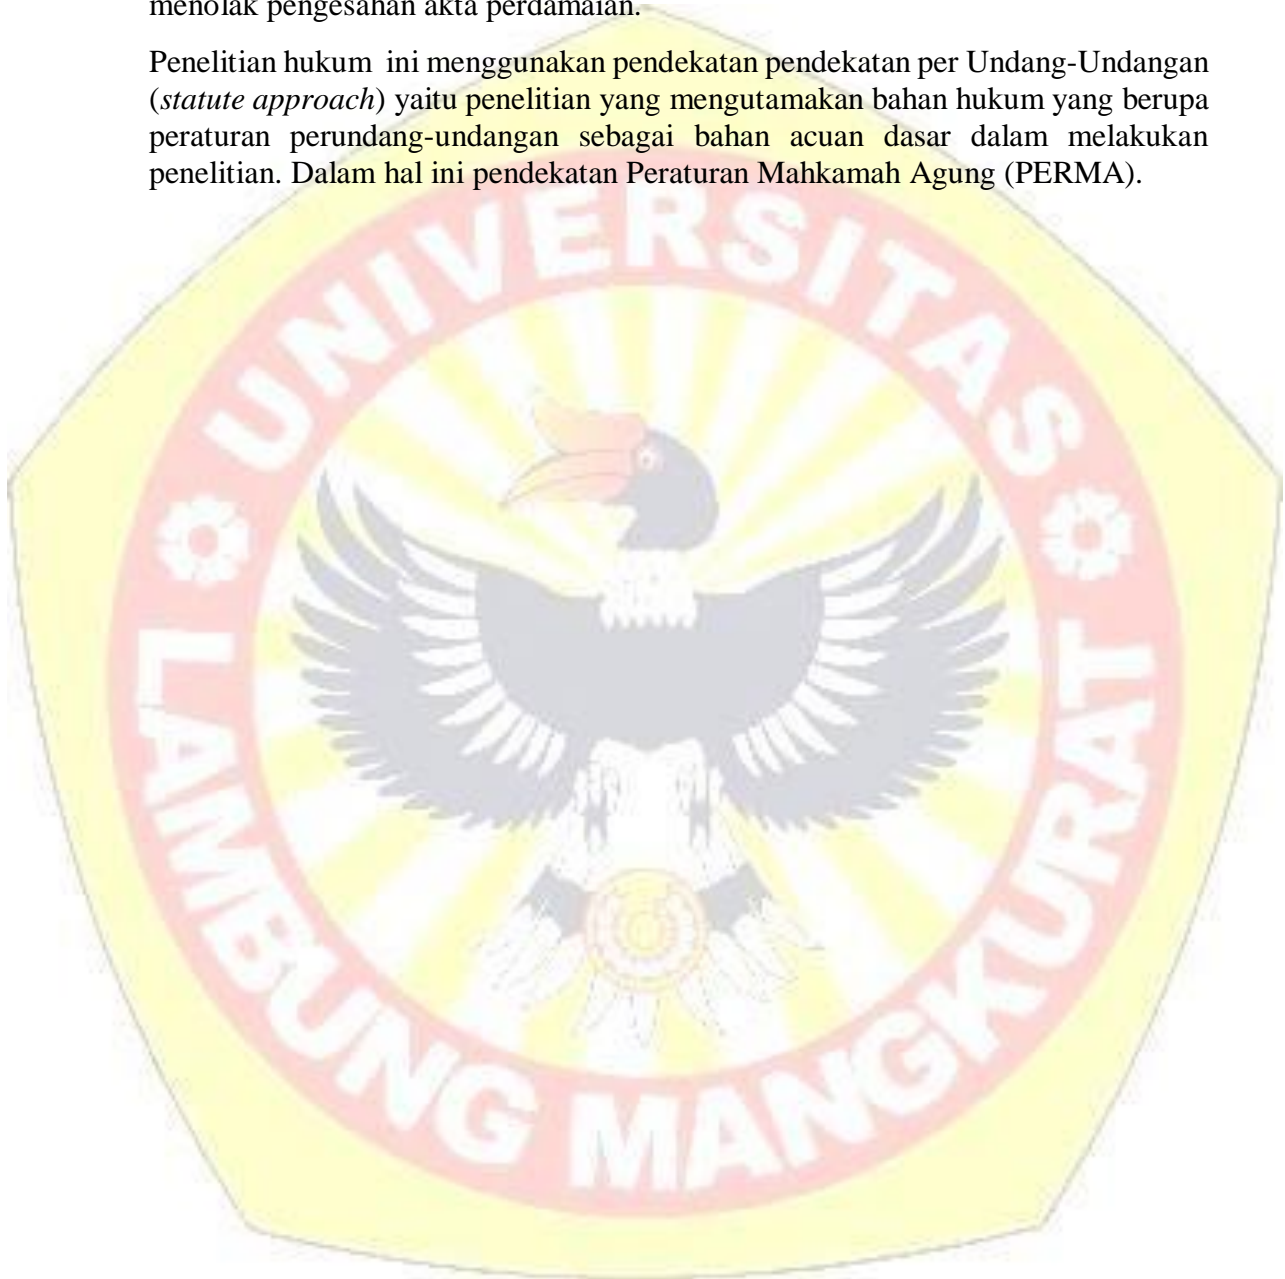 menolak pengesahan akta perdamaian.
Penelitian hukum ini menggunakan pendekatan pendekatan per Undang-Undangan
(statute approach) yaitu penelitian yang mengutamakan bahan hukum yang berupa
peraturan perundang-undangan sebagai bahan acuan dasar dalam melakukan
penelitian. Dalam hal ini pendekatan Peraturan Mahkamah Agung (PERMA).
UNIVERSITAS
LAMBUNG MANGKURAT